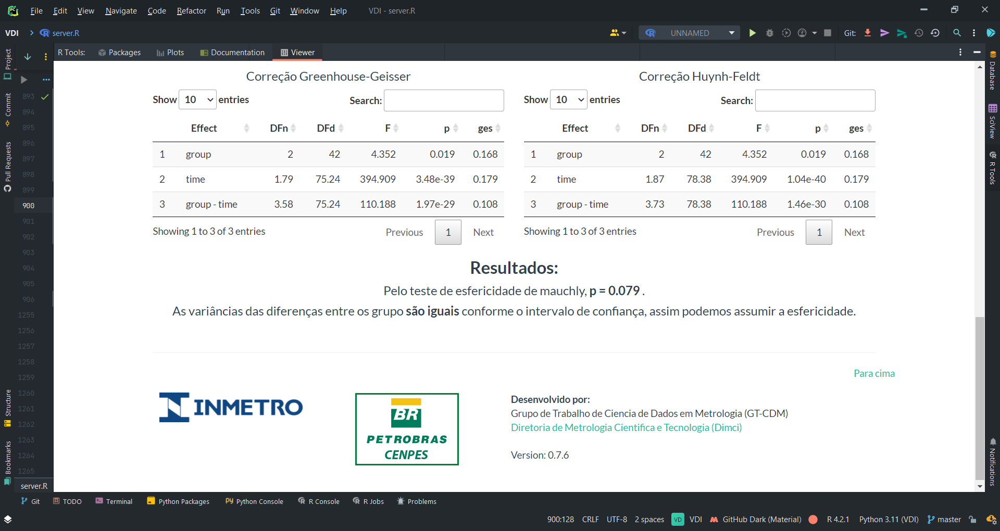 File Edit View Navigate Code Refactor Run Tools Git Window Help VDI - server.R
VDI server.R UNNAMED Git:
R Tools: Packages Plots Documentation Viewer
Project
Commit
Pull Requests
Structure
Bookmarks
893
894
895
896
897
898
899
900
901
902
903
904
905
906
1255
1256
1257
1258
1259
1260
1261
1262
1263
1264
1265
server.R
Correção Greenhouse-Geisser
Show 10 entries Search:
Effect DFn DFd F p ges
1 group 2 42 4.352 0.019 0.168
2 time 1.79 75.24 394.909 3.48e-39 0.179
3 group - time 3.58 75.24 110.188 1.97e-29 0.108
Showing 1 to 3 of 3 entries Previous 1 Next
Correção Huynh-Feldt
Show 10 entries Search:
Effect DFn DFd F p ges
1 group 2 42 4.352 0.019 0.168
2 time 1.87 78.38 394.909 1.04e-40 0.179
3 group - time 3.73 78.38 110.188 1.46e-30 0.108
Showing 1 to 3 of 3 entries Previous 1 Next
Resultados:
Pelo teste de esfericidade de mauchly, p = 0.079 .
As variâncias das diferenças entre os grupo são iguais conforme o intervalo de confiança, assim podemos assumir a esfericidade.
Para cima
INMETRO
BR
PETROBRAS
CENPES
Desenvolvido por:
Grupo de Trabalho de Ciencia de Dados em Metrologia (GT-CDM)
Diretoria de Metrologia Cientifica e Tecnologia (Dimci)
Version: 0.7.6
Database
SciView
R Tools
Notifications
Git TODO Terminal Python Packages Python Console R Console R Jobs Problems
900:128 CRLF UTF-8 2 spaces VD VDI GitHub Dark (Material) R 4.2.1 Python 3.11 (VDI) master